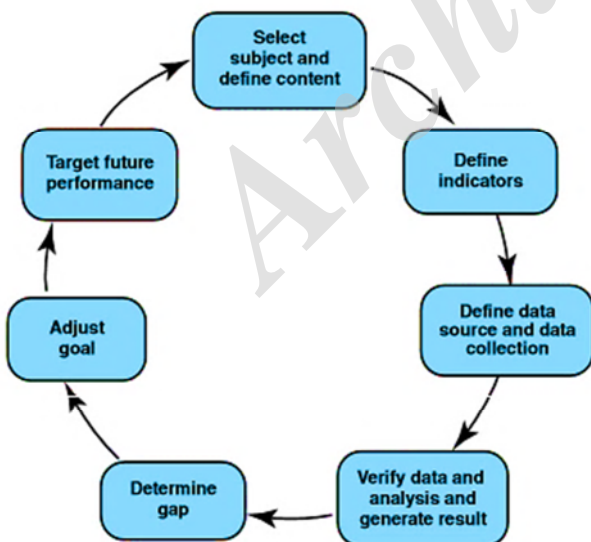 Select
subject and
define content
Define
indicators
Define data
source and data
collection
Verify data and
analysis and
generate result
Determine
gap
Adjust
goal
Target future
performance